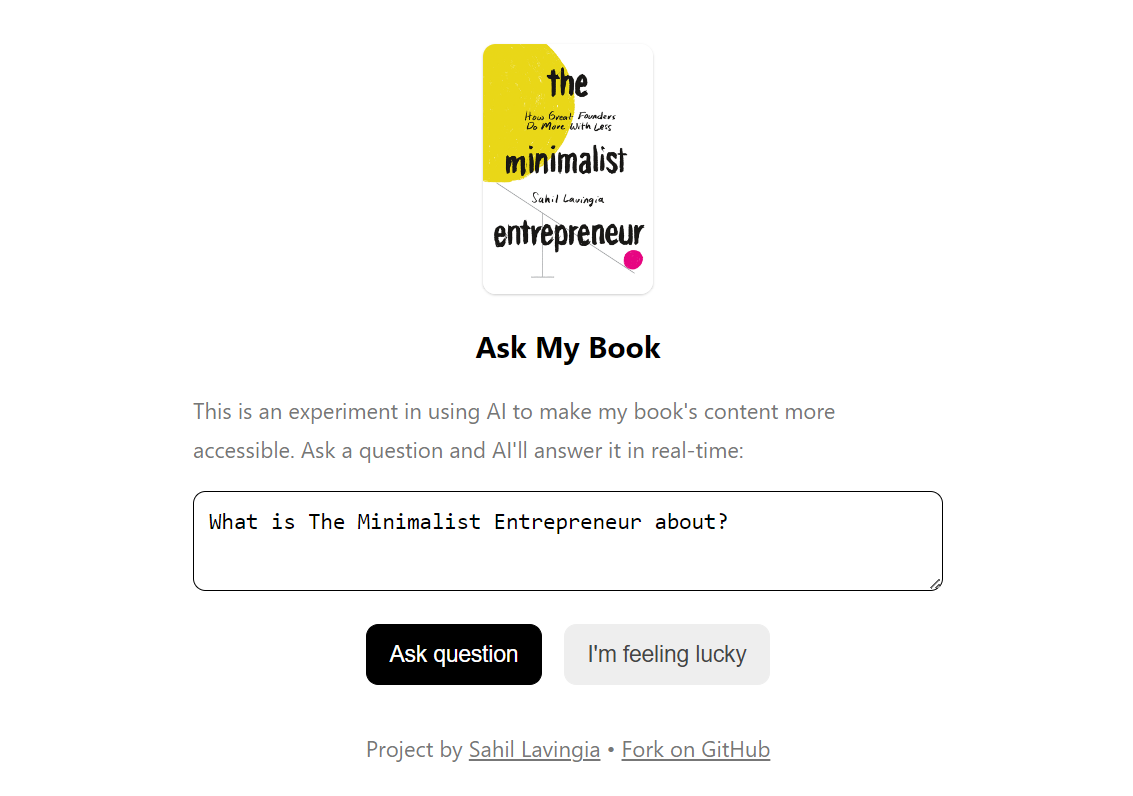 the
How Great Founders
Do More With Less
minimalist
Sahil Lavingia
entrepreneur
Ask My Book
This is an experiment in using AI to make my book's content more
accessible. Ask a question and AI'll answer it in real-time:
What is The Minimalist Entrepreneur about?
Ask question
I'm feeling lucky
Project by Sahil Lavingia • Fork on GitHub